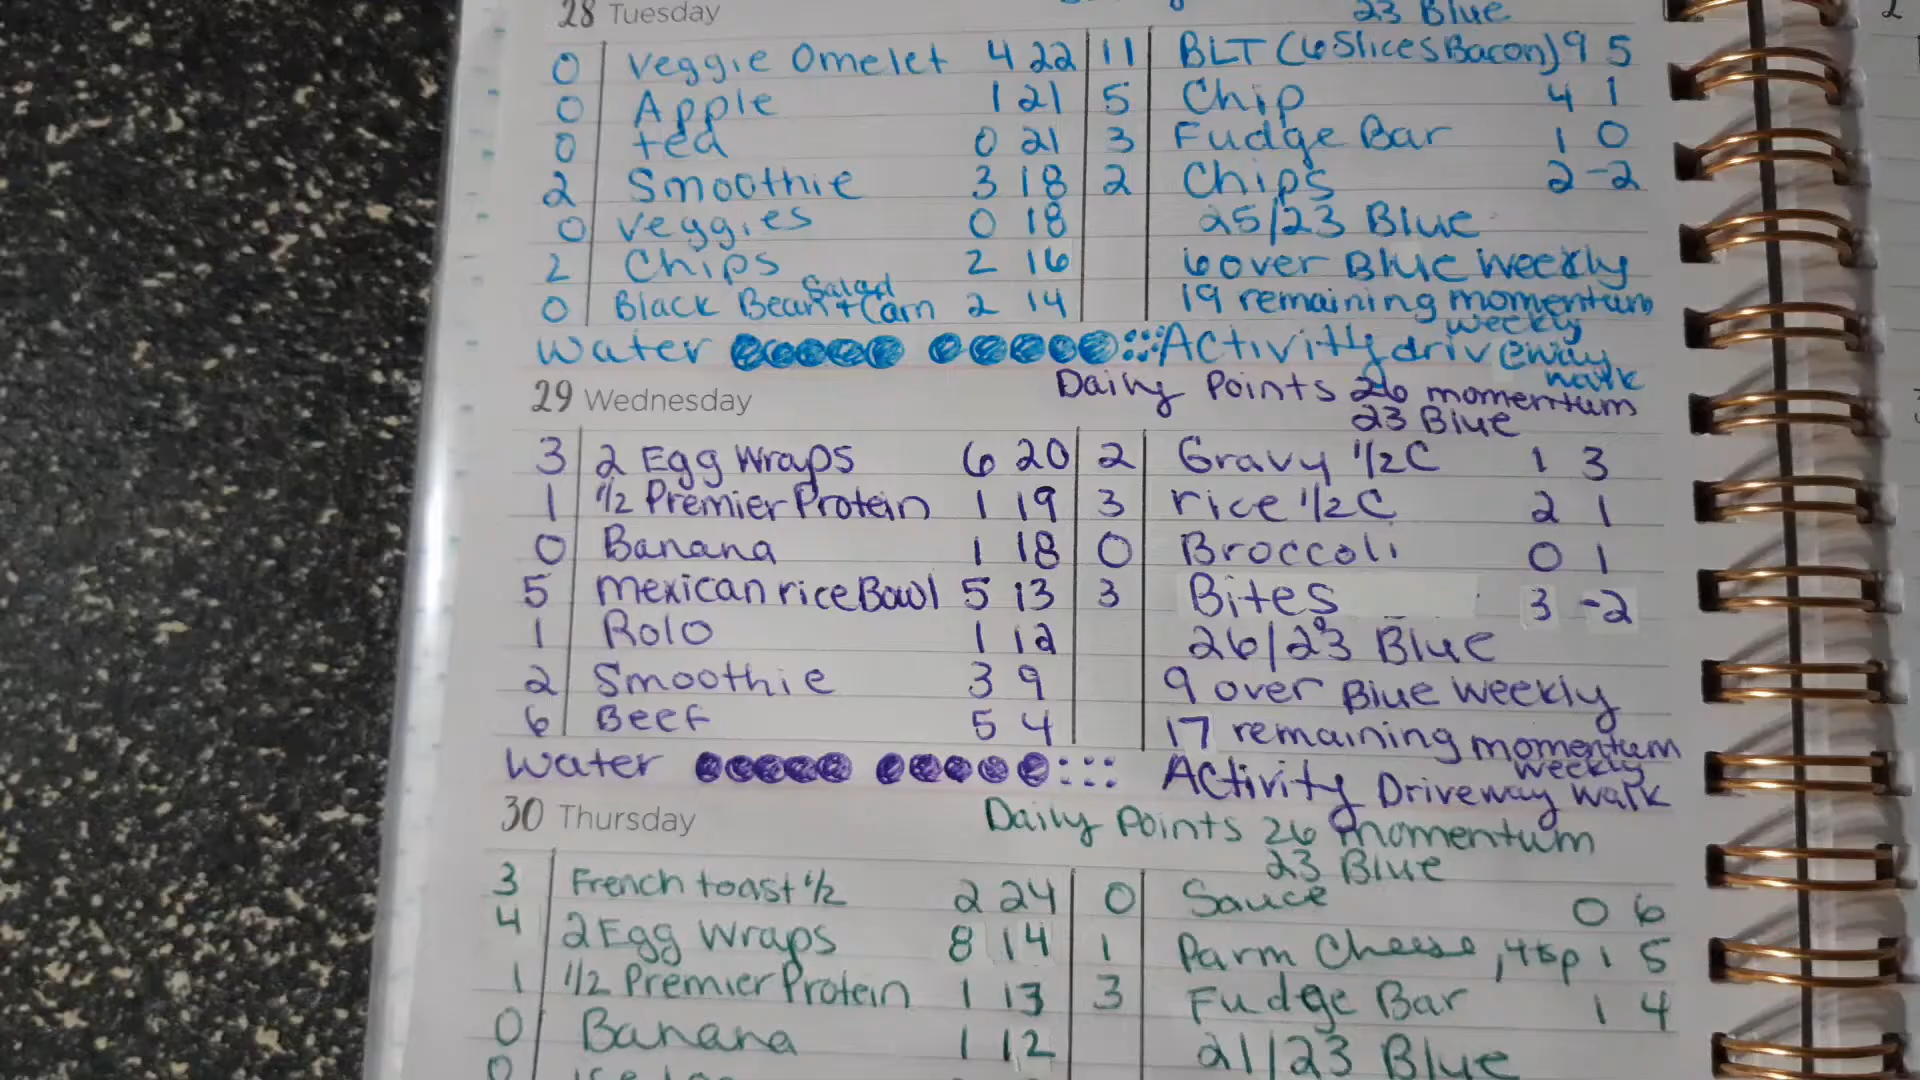 28 Tuesday
23 Blue
0 Veggie Omelet 4 22
0 Apple 1 21
0 tea 0 21
2 Smoothie 3 18
0 Veggies 0 18
2 Chips 2 16
0 Black Bean + Corn Salad 2 14
11 BLT (6 Slices Bacon) 9 5
5 Chip 4 1
3 Fudge Bar 1 0
2 Chips 2 -2
25/23 Blue
6 over Blue weekly
19 remaining momentum
weekly
Water Activity driveway
walk
29 Wednesday
Daily Points 26 momentum
23 Blue
3 2 Egg Wraps 6 20
1 1/2 Premier Protein 1 19
0 Banana 1 18
5 Mexican rice Bowl 5 13
1 Rolo 1 12
2 Smoothie 3 9
6 Beef 5 4
2 Gravy 1/2 C 1 3
3 rice 1/2 C 2 1
0 Broccoli 0 1
3 Bites 3 -2
26/23 Blue
9 over Blue weekly
17 remaining momentum
weekly
Water Activity Driveway walk
30 Thursday
Daily Points 26 momentum
23 Blue
3 French toast 1/2 2 24
4 2 Egg Wraps 8 14
1 1/2 Premier Protein 1 13
0 Banana 1 12
0
0 Sauce 0 6
1 Parm Cheese, 4 tsp 1 5
3 Fudge Bar 1 4
21/23 Blue